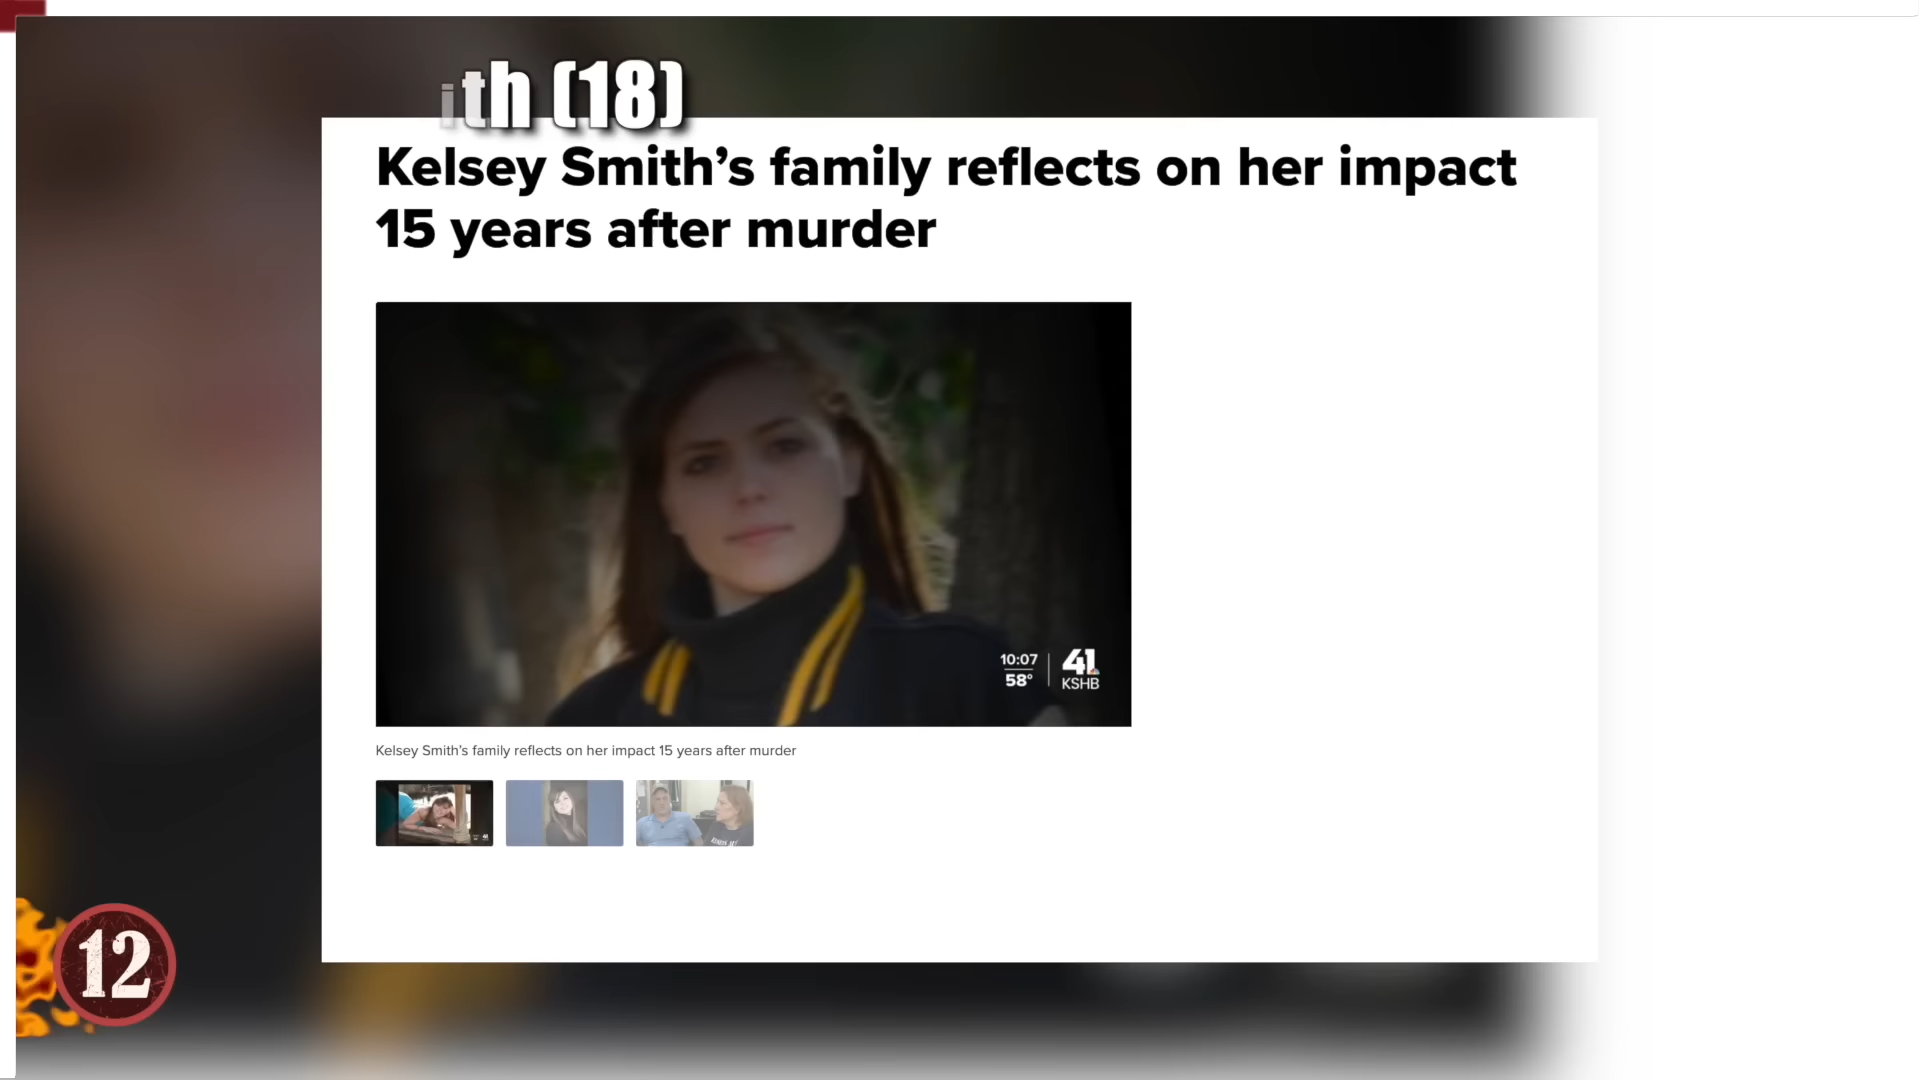 ith (18)
Kelsey Smith’s family reflects on her impact
15 years after murder
10:07
58°
41
KSHB
Kelsey Smith’s family reflects on her impact 15 years after murder
12